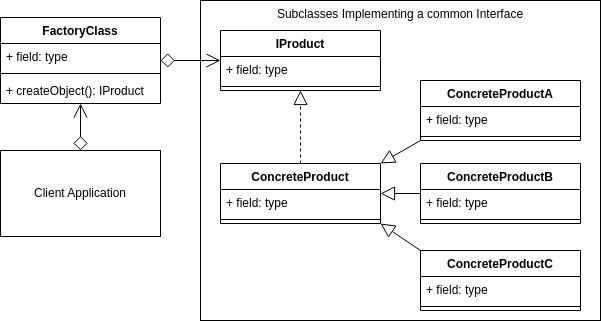 Subclasses Implementing a common Interface
FactoryClass
+ field: type
+ createObject(): IProduct
Client Application
IProduct
+ field: type
ConcreteProduct
+ field: type
ConcreteProductA
+ field: type
ConcreteProductB
+ field: type
ConcreteProductC
+ field: type